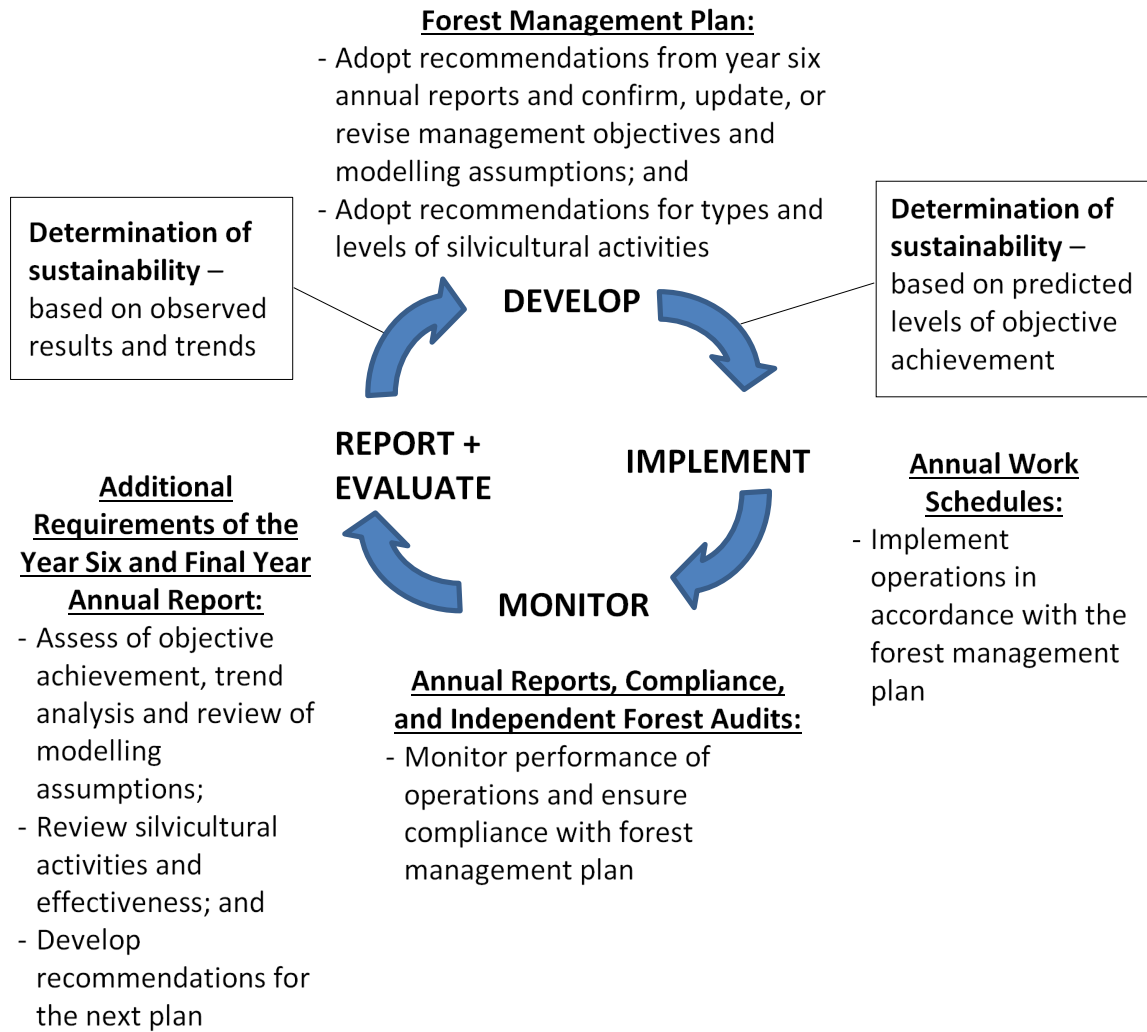 Forest Management Plan:
- Adopt recommendations from year six
annual reports and confirm, update, or
revise management objectives and
modelling assumptions; and
- Adopt recommendations for types and
levels of silvicultural activities
Determination of
sustainability –
based on observed
results and trends
Determination of
sustainability –
based on predicted
levels of objective
achievement
DEVELOP
REPORT +
EVALUATE
IMPLEMENT
MONITOR
Annual Work
Schedules:
- Implement
operations in
accordance with the
forest management
plan
Additional
Requirements of the
Year Six and Final Year
Annual Report:
- Assess of objective
achievement, trend
analysis and review of
modelling
assumptions;
- Review silvicultural
activities and
effectiveness; and
- Develop
recommendations for
the next plan
Annual Reports, Compliance,
and Independent Forest Audits:
- Monitor performance of
operations and ensure
compliance with forest
management plan